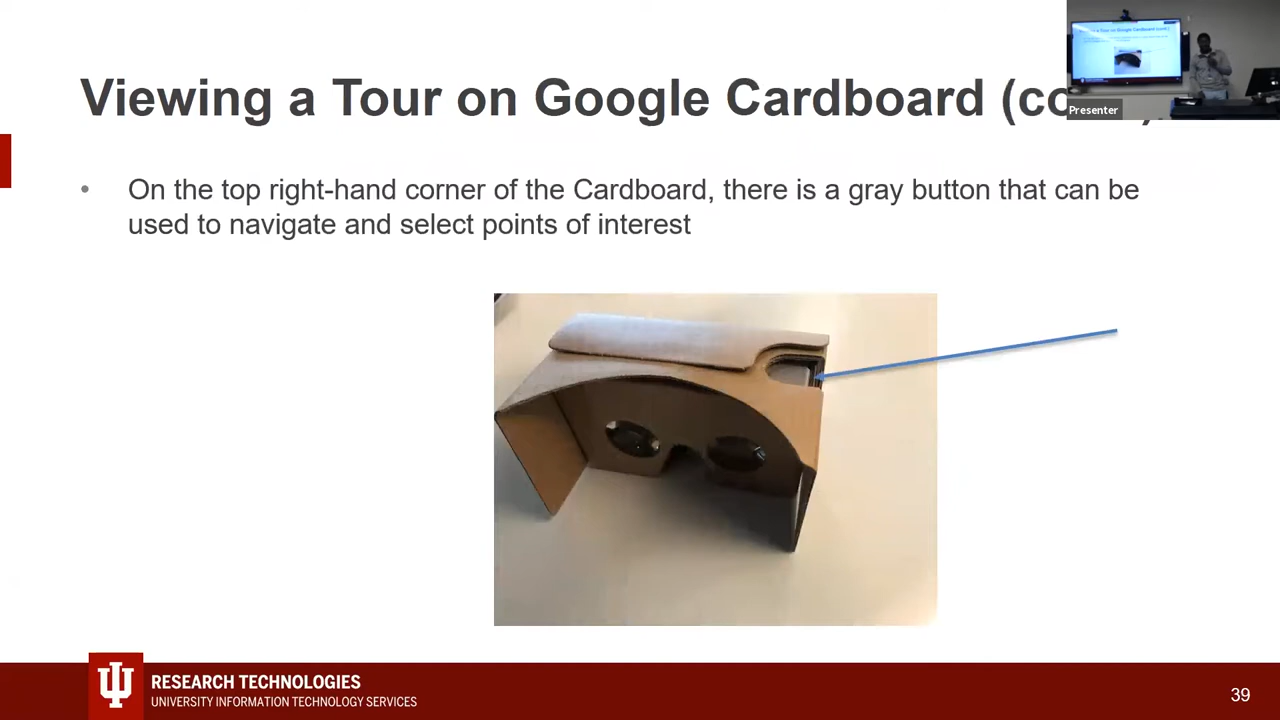 Viewing a Tour on Google Cardboard (co
Presenter
• On the top right-hand corner of the Cardboard, there is a gray button that can be
used to navigate and select points of interest
RESEARCH TECHNOLOGIES
UNIVERSITY INFORMATION TECHNOLOGY SERVICES
39